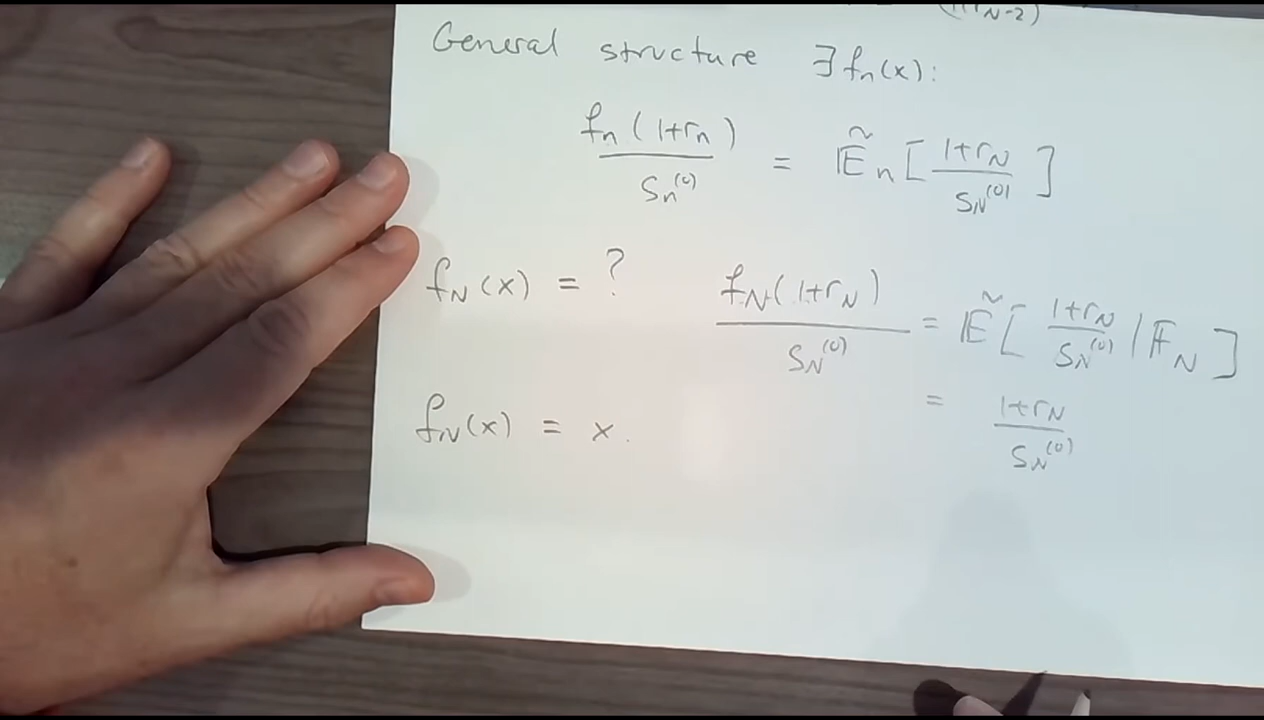 General structure ∃ fₙ(x):
fₙ(1+rₙ) / Sₙ⁽⁰⁾ = Ẽₙ[ 1+r_N / S_N⁽⁰⁾ ]
f_N(x) = ? f_N(1+r_N) / S_N⁽⁰⁾ = Ẽ[ 1+r_N / S_N⁽⁰⁾ | F_N ]
= 1+r_N / S_N⁽⁰⁾
f_N(x) = x.